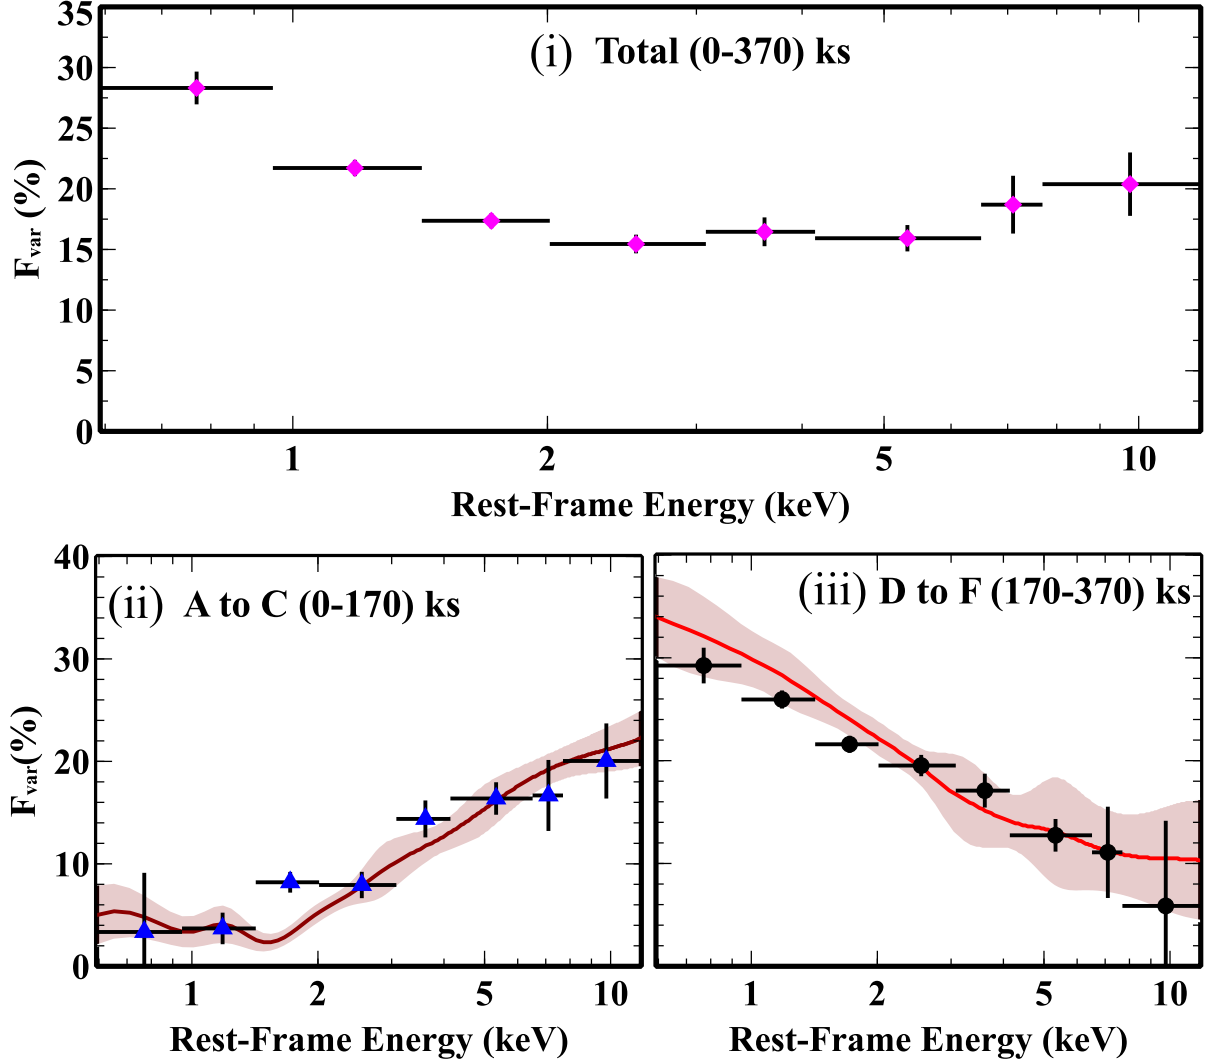 35
30
25
20
15
10
5
0
F_var (%)
(i) Total (0-370) ks
1 2 5 10
Rest-Frame Energy (keV)
40
30
20
10
0
F_var(%)
(ii) A to C (0-170) ks
1 2 5 10
Rest-Frame Energy (keV)
(iii) D to F (170-370) ks
1 2 5 10
Rest-Frame Energy (keV)